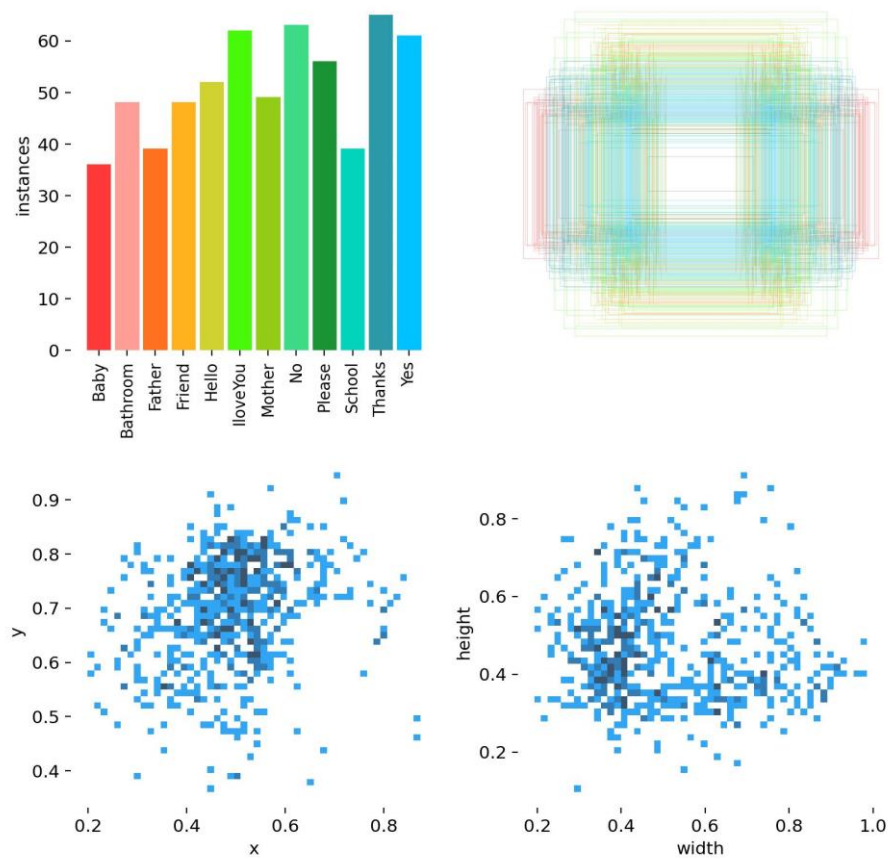 60
50
40
30
20
10
0
instances
Baby
Bathroom
Father
Friend
Hello
IloveYou
Mother
No
Please
School
Thanks
Yes
0.9
0.8
0.7
0.6
0.5
0.4
y
0.2 0.4 0.6 0.8
x
0.8
0.6
0.4
0.2
height
0.2 0.4 0.6 0.8 1.0
width